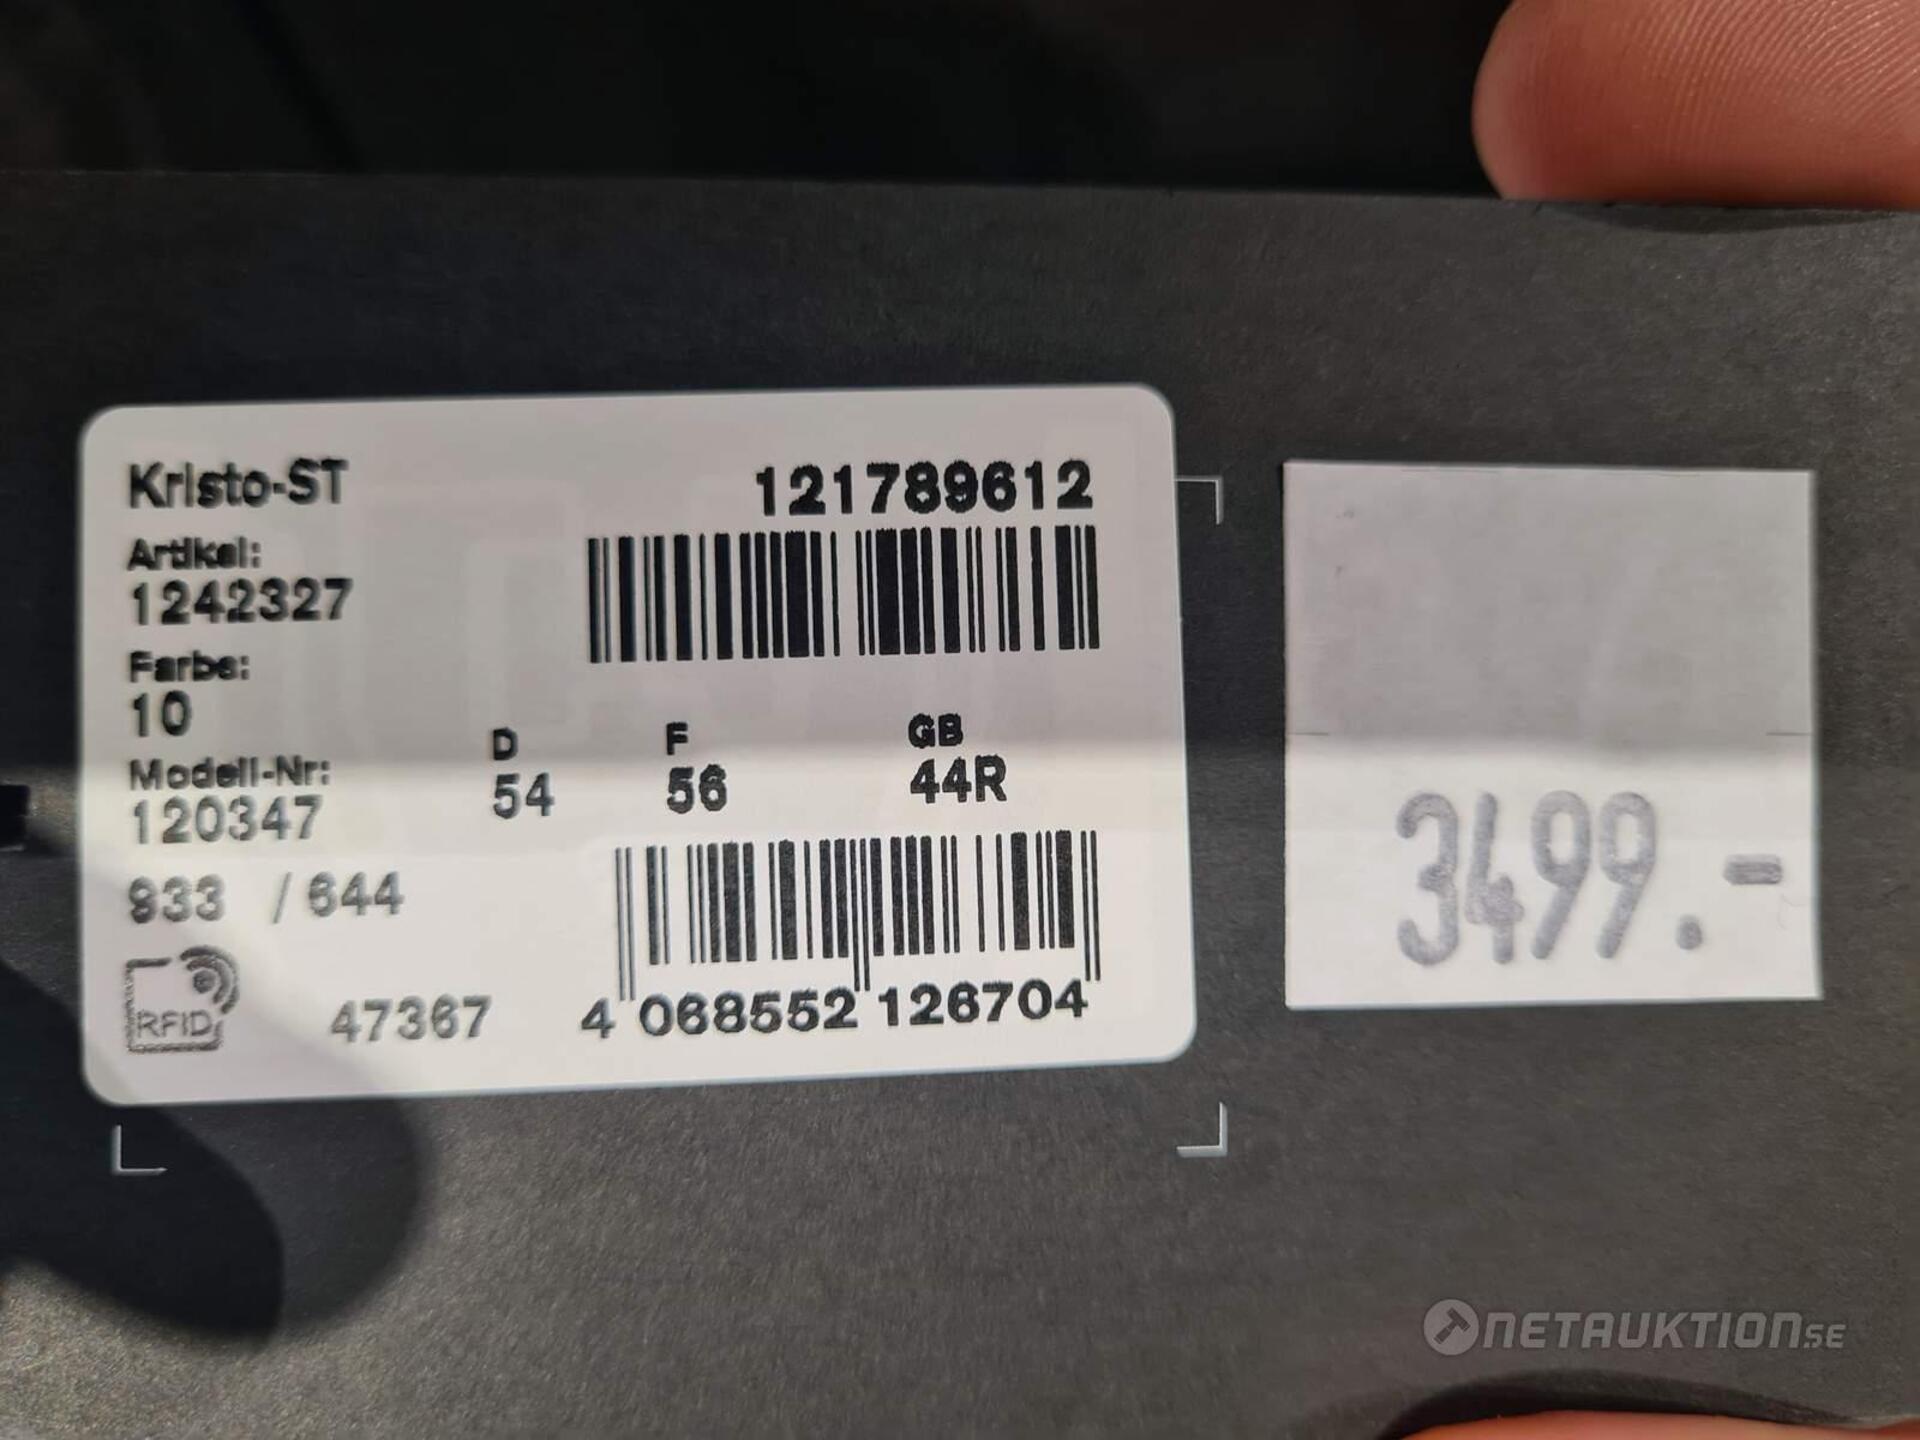 Kristo-ST
121789612
Artikel:
1242327
Farbe:
10
Modell-Nr:
120347
D F GB
54 56 44R
933 / 644
RFID
47367
4 068552 126704
3499.-
NETAUKTION.SE